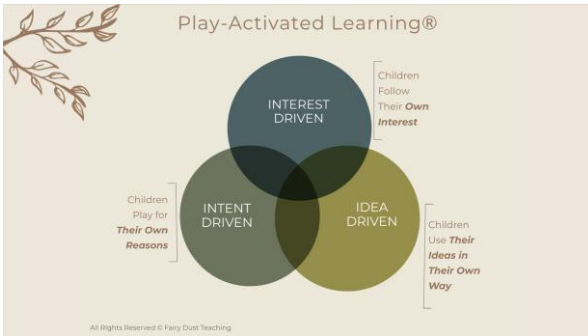 Play-Activated Learning®
INTEREST
DRIVEN
Children
Follow
Their Own
Interest
INTENT
DRIVEN
Children
Play for
Their Own
Reasons
IDEA
DRIVEN
Children
Use Their
Ideas in
Their Own
Way
All Rights Reserved © Fairy Dust Teaching